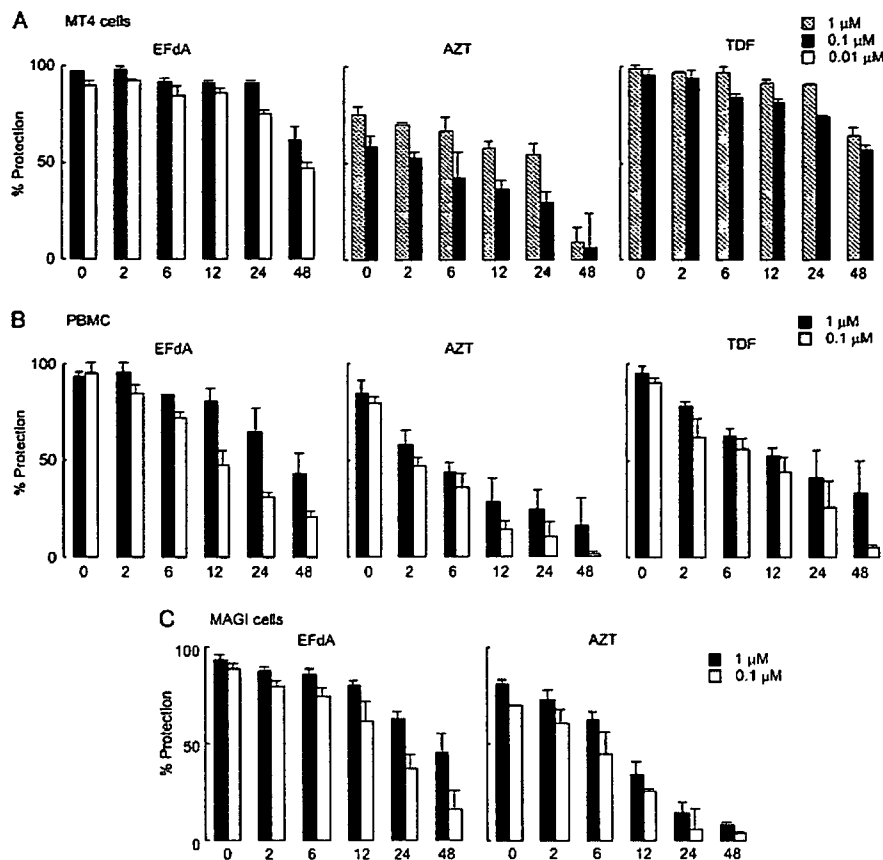 A MT4 cells
1 μM
0.1 μM
0.01 μM
EFdA AZT TDF
% Protection
100
50
0
0 2 6 12 24 48 0 2 6 12 24 48 0 2 6 12 24 48
B PBMC
1 μM
0.1 μM
EFdA AZT TDF
% Protection
100
50
0
0 2 6 12 24 48 0 2 6 12 24 48 0 2 6 12 24 48
C MAGI cells
EFdA AZT
1 μM
0.1 μM
% Protection
100
50
0
0 2 6 12 24 48 0 2 6 12 24 48